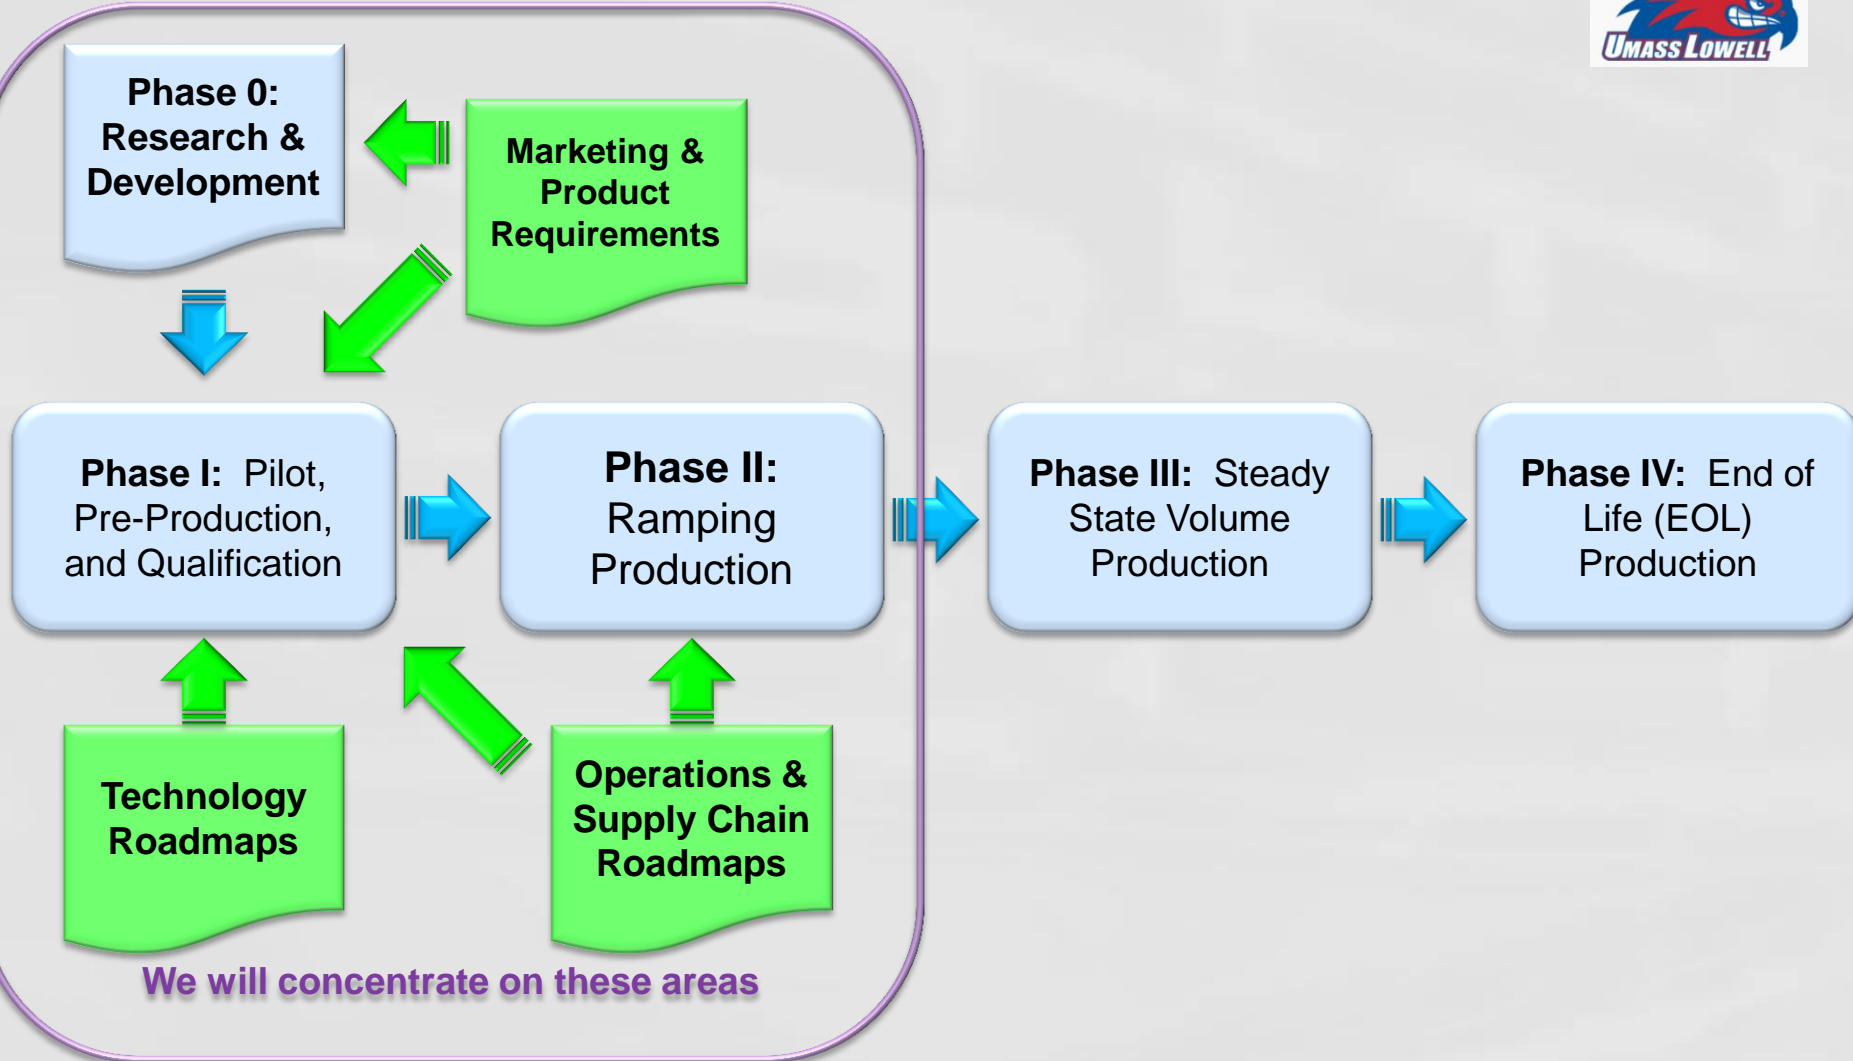 UMASS LOWELL
Phase 0:
Research &
Development
Marketing &
Product
Requirements
Phase I:  Pilot,
Pre-Production,
and Qualification
Phase II:
Ramping
Production
Phase III:  Steady
State Volume
Production
Phase IV:  End of
Life (EOL)
Production
Technology
Roadmaps
Operations &
Supply Chain
Roadmaps
We will concentrate on these areas